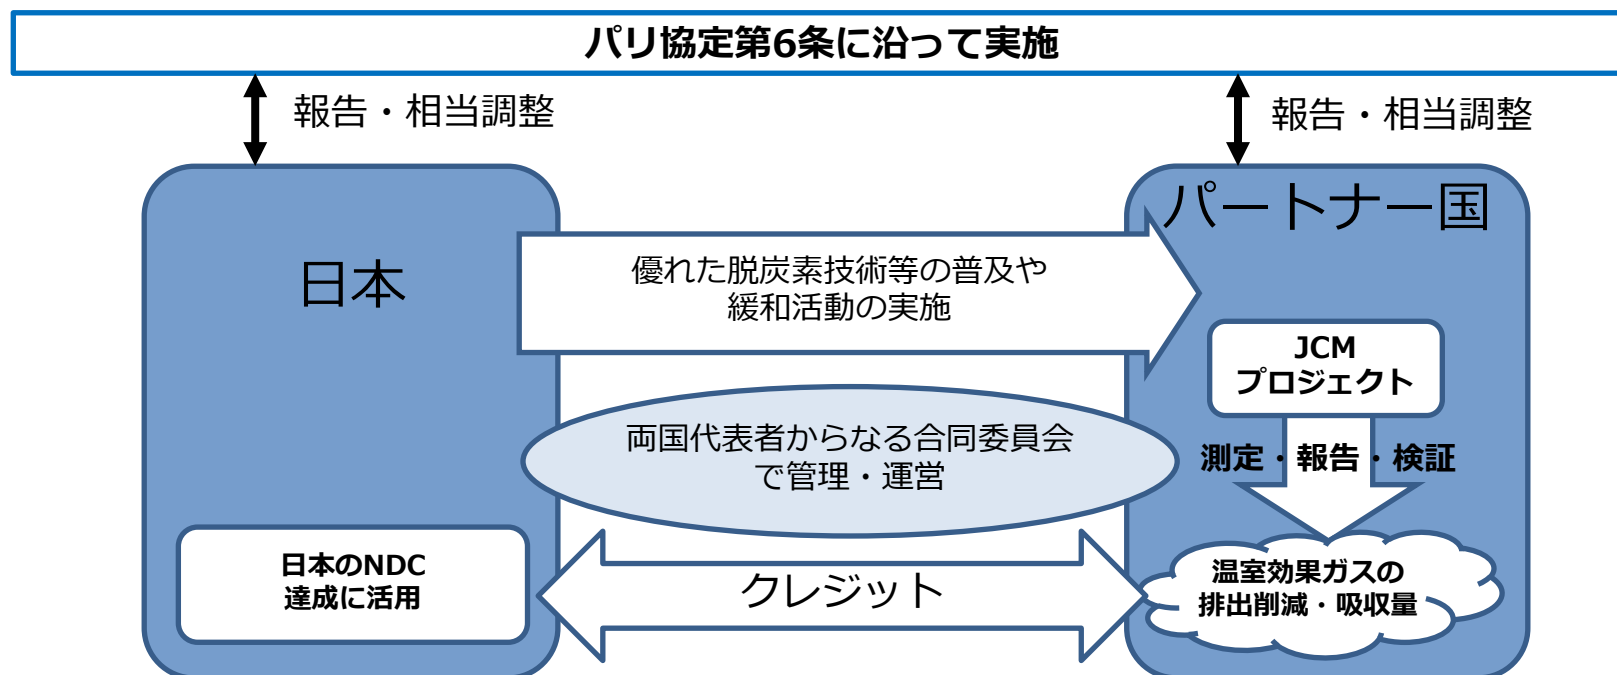 パリ協定第6条に沿って実施
報告・相当調整
報告・相当調整
日本
パートナー国
優れた脱炭素技術等の普及や
緩和活動の実施
JCM
プロジェクト
両国代表者からなる合同委員会
で管理・運営
測定・報告・検証
日本のNDC
達成に活用
クレジット
温室効果ガスの
排出削減・吸収量